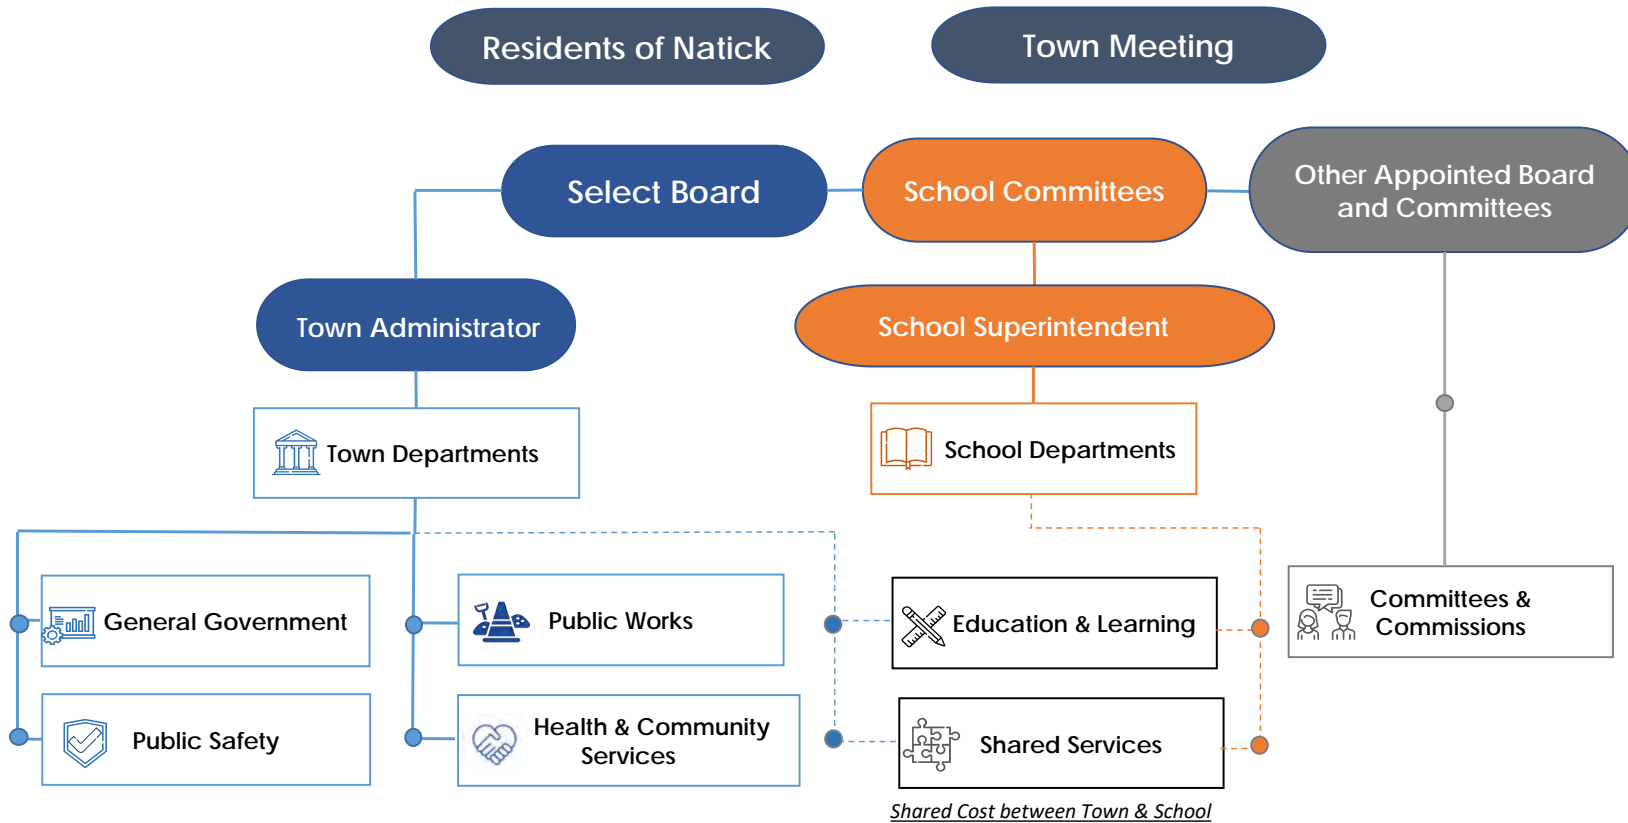 Residents of Natick
Town Meeting
Select Board
School Committees
Other Appointed Board
and Committees
Town Administrator
School Superintendent
Town Departments
School Departments
General Government
Public Works
Education & Learning
Committees &
Commissions
Public Safety
Health & Community
Services
Shared Services
Shared Cost between Town & School